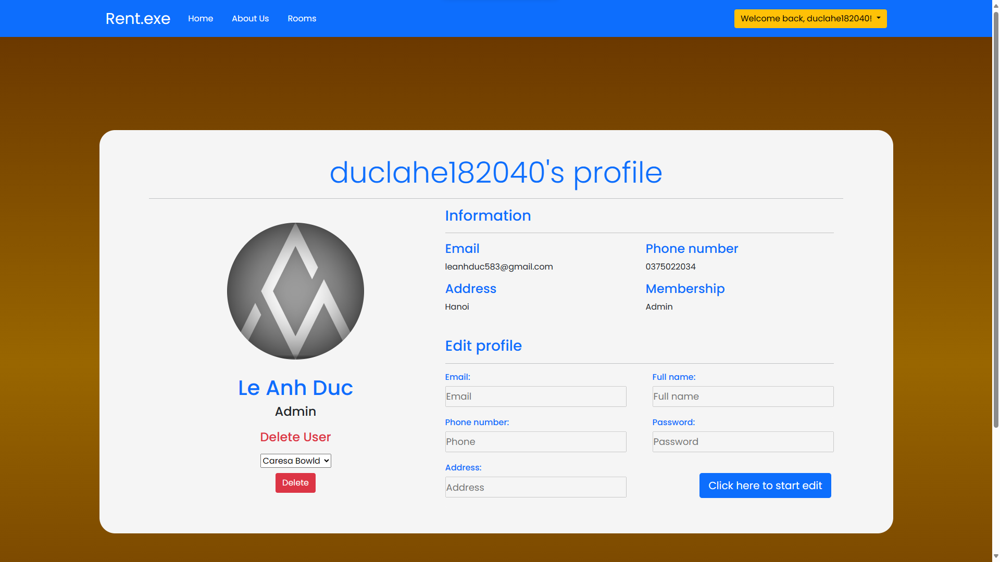 Rent.exe Home About Us Rooms Welcome back, duclahe182040!
duclahe182040's profile
Le Anh Duc
Admin
Delete User
Caresa Bowld
Delete
Information
Email Phone number
leanhduc583@gmail.com 0375022034
Address Membership
Hanoi Admin
Edit profile
Email: Full name:
Email Full name
Phone number: Password:
Phone Password
Address:
Address Click here to start edit